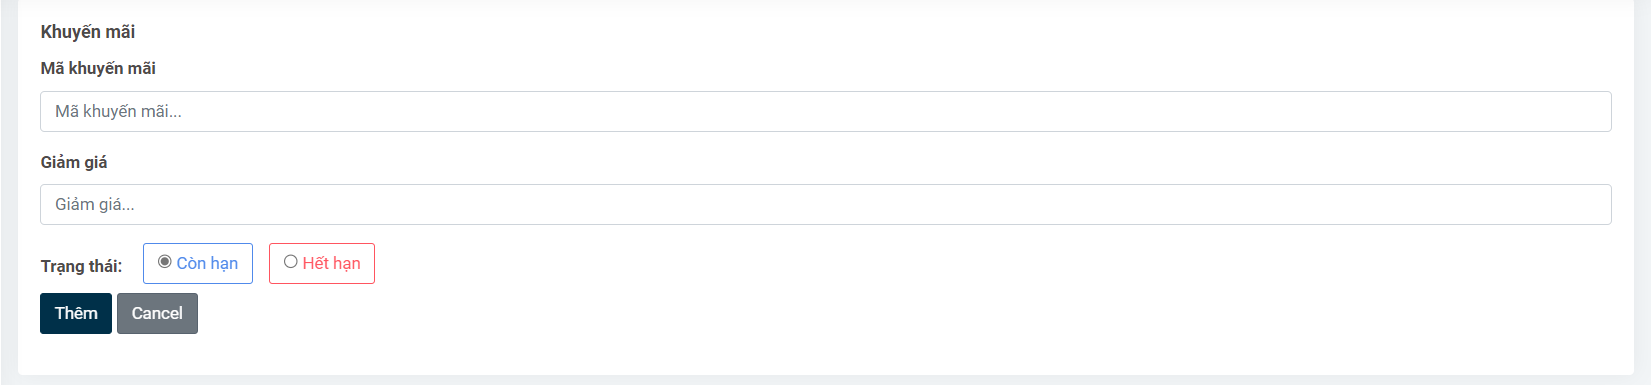 Khuyến mãi
Mã khuyến mãi
Mã khuyến mãi...
Giảm giá
Giảm giá...
Trạng thái: Còn hạn Hết hạn
Thêm Cancel